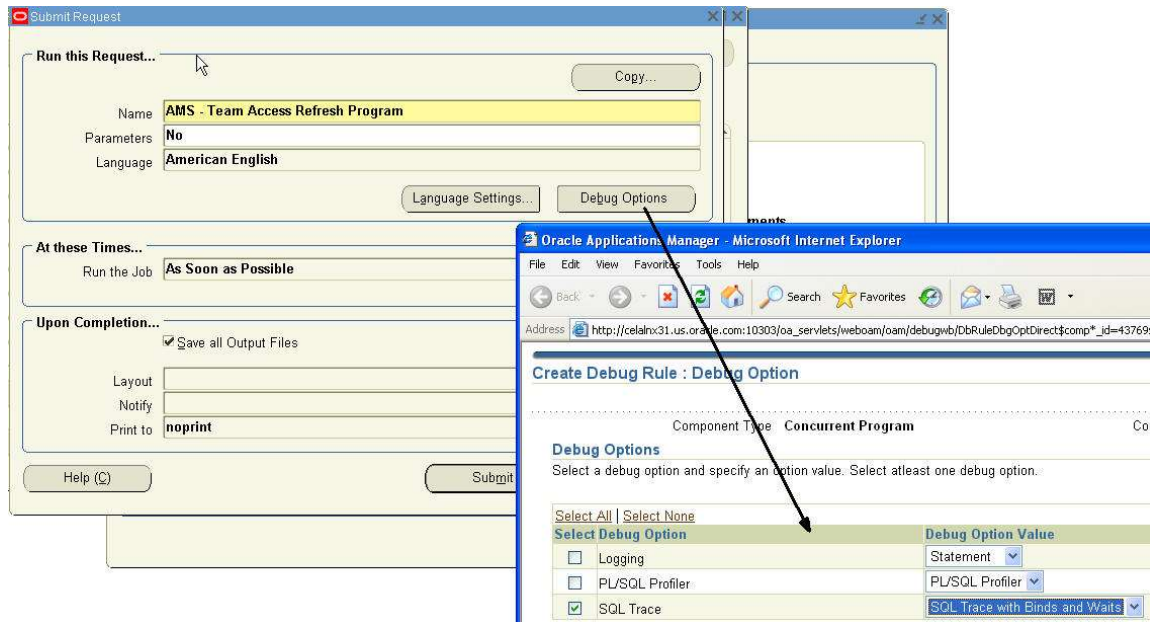 Submit Request
Run this Request...
Copy...
Name AMS - Team Access Refresh Program
Parameters No
Language American English
Language Settings... Debug Options
At these Times...
Run the Job As Soon as Possible
Upon Completion...
Save all Output Files
Layout
Notify
Print to noprint
Help (C) Submit
Oracle Applications Manager - Microsoft Internet Explorer
File Edit View Favorites Tools Help
Back Search Favorites
Address http://celalnx31.us.oracle.com:10303/oa_servlets/weboam/oam/debugwb/DbRuleDbgOptDirect$comp*_id=43769
Create Debug Rule : Debug Option
Component Type Concurrent Program Co
Debug Options
Select a debug option and specify an option value. Select atleast one debug option.
Select All | Select None
Select Debug Option Debug Option Value
Logging Statement
PL/SQL Profiler PL/SQL Profiler
SQL Trace SQL Trace with Binds and Waits